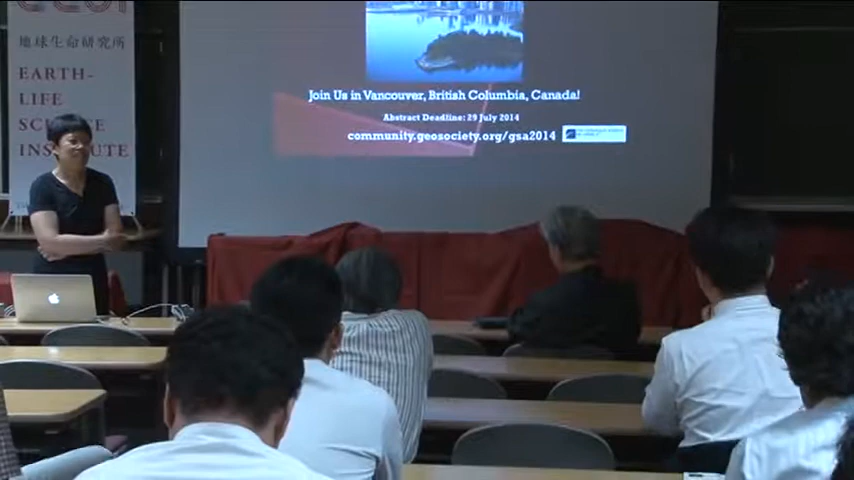 地球生命研究所
EARTH-
LIFE
SCIENCE
INSTITUTE
Join Us in Vancouver, British Columbia, Canada!
Abstract Deadline: 29 July 2014
community.geosociety.org/gsa2014